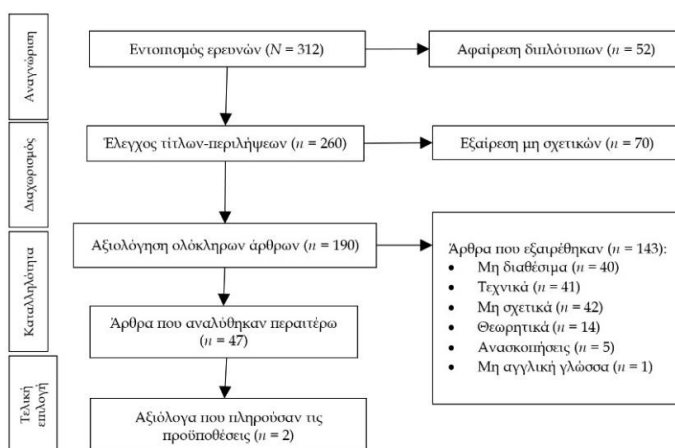 Αναγνώριση
Εντοπισμός ερευνών (N = 312)
Αφαίρεση διπλότυπων (n = 52)
Διαχωρισμός
Έλεγχος τίτλων-περιλήψεων (n = 260)
Εξαίρεση μη σχετικών (n = 70)
Καταλληλότητα
Αξιολόγηση ολόκληρων άρθρων (n = 190)
Άρθρα που εξαιρέθηκαν (n = 143):
• Μη διαθέσιμα (n = 40)
• Τεχνικά (n = 41)
• Μη σχετικά (n = 42)
• Θεωρητικά (n = 14)
• Ανασκοπήσεις (n = 5)
• Μη αγγλική γλώσσα (n = 1)
Άρθρα που αναλύθηκαν περαιτέρω
(n = 47)
Τελική
επιλογή
Αξιόλογα που πληρούσαν τις
προϋποθέσεις (n = 2)